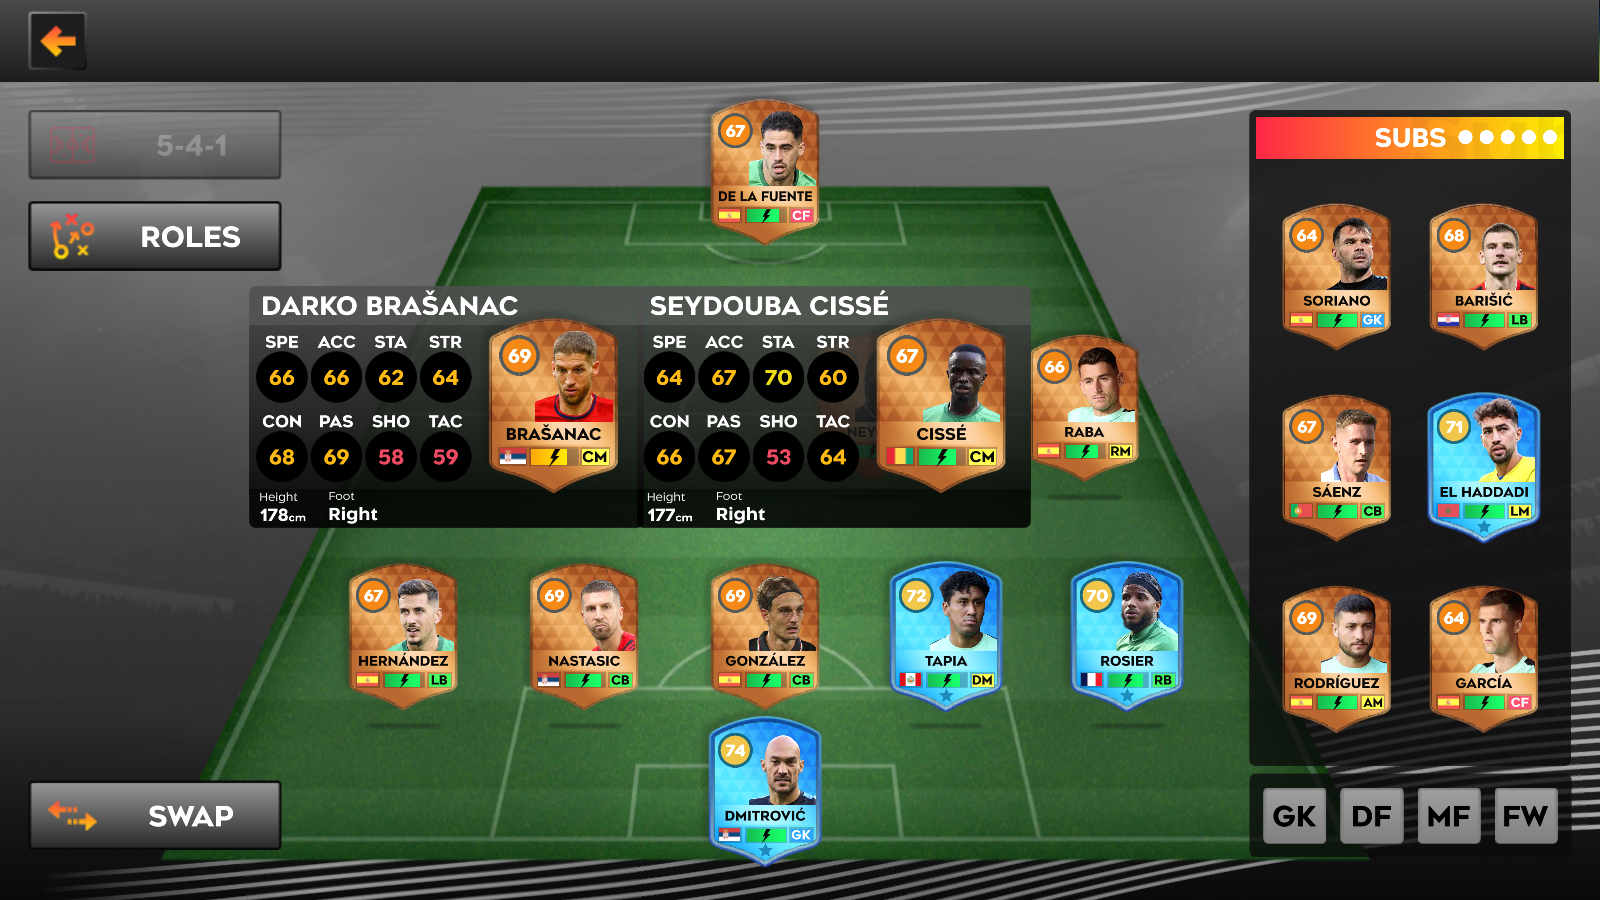 5-4-1
ROLES
67
DE LA FUENTE
CF
DARKO BRAŠANAC
SPE ACC STA STR
66 66 62 64
CON PAS SHO TAC
68 69 58 59
Height Foot
178cm Right
69
BRAŠANAC
CM
SEYDOUBA CISSÉ
SPE ACC STA STR
64 67 70 60
CON PAS SHO TAC
66 67 53 64
Height Foot
177cm Right
67
CISSÉ
CM
66
RABA
RM
67
HERNÁNDEZ
LB
69
NASTASIC
CB
69
GONZÁLEZ
CB
72
TAPIA
DM
70
ROSIER
RB
74
DMITROVIĆ
GK
SWAP
SUBS
64
SORIANO
GK
68
BARIŠIĆ
LB
67
SÁENZ
CB
71
EL HADDADI
LM
69
RODRÍGUEZ
AM
64
GARCÍA
CF
GK DF MF FW